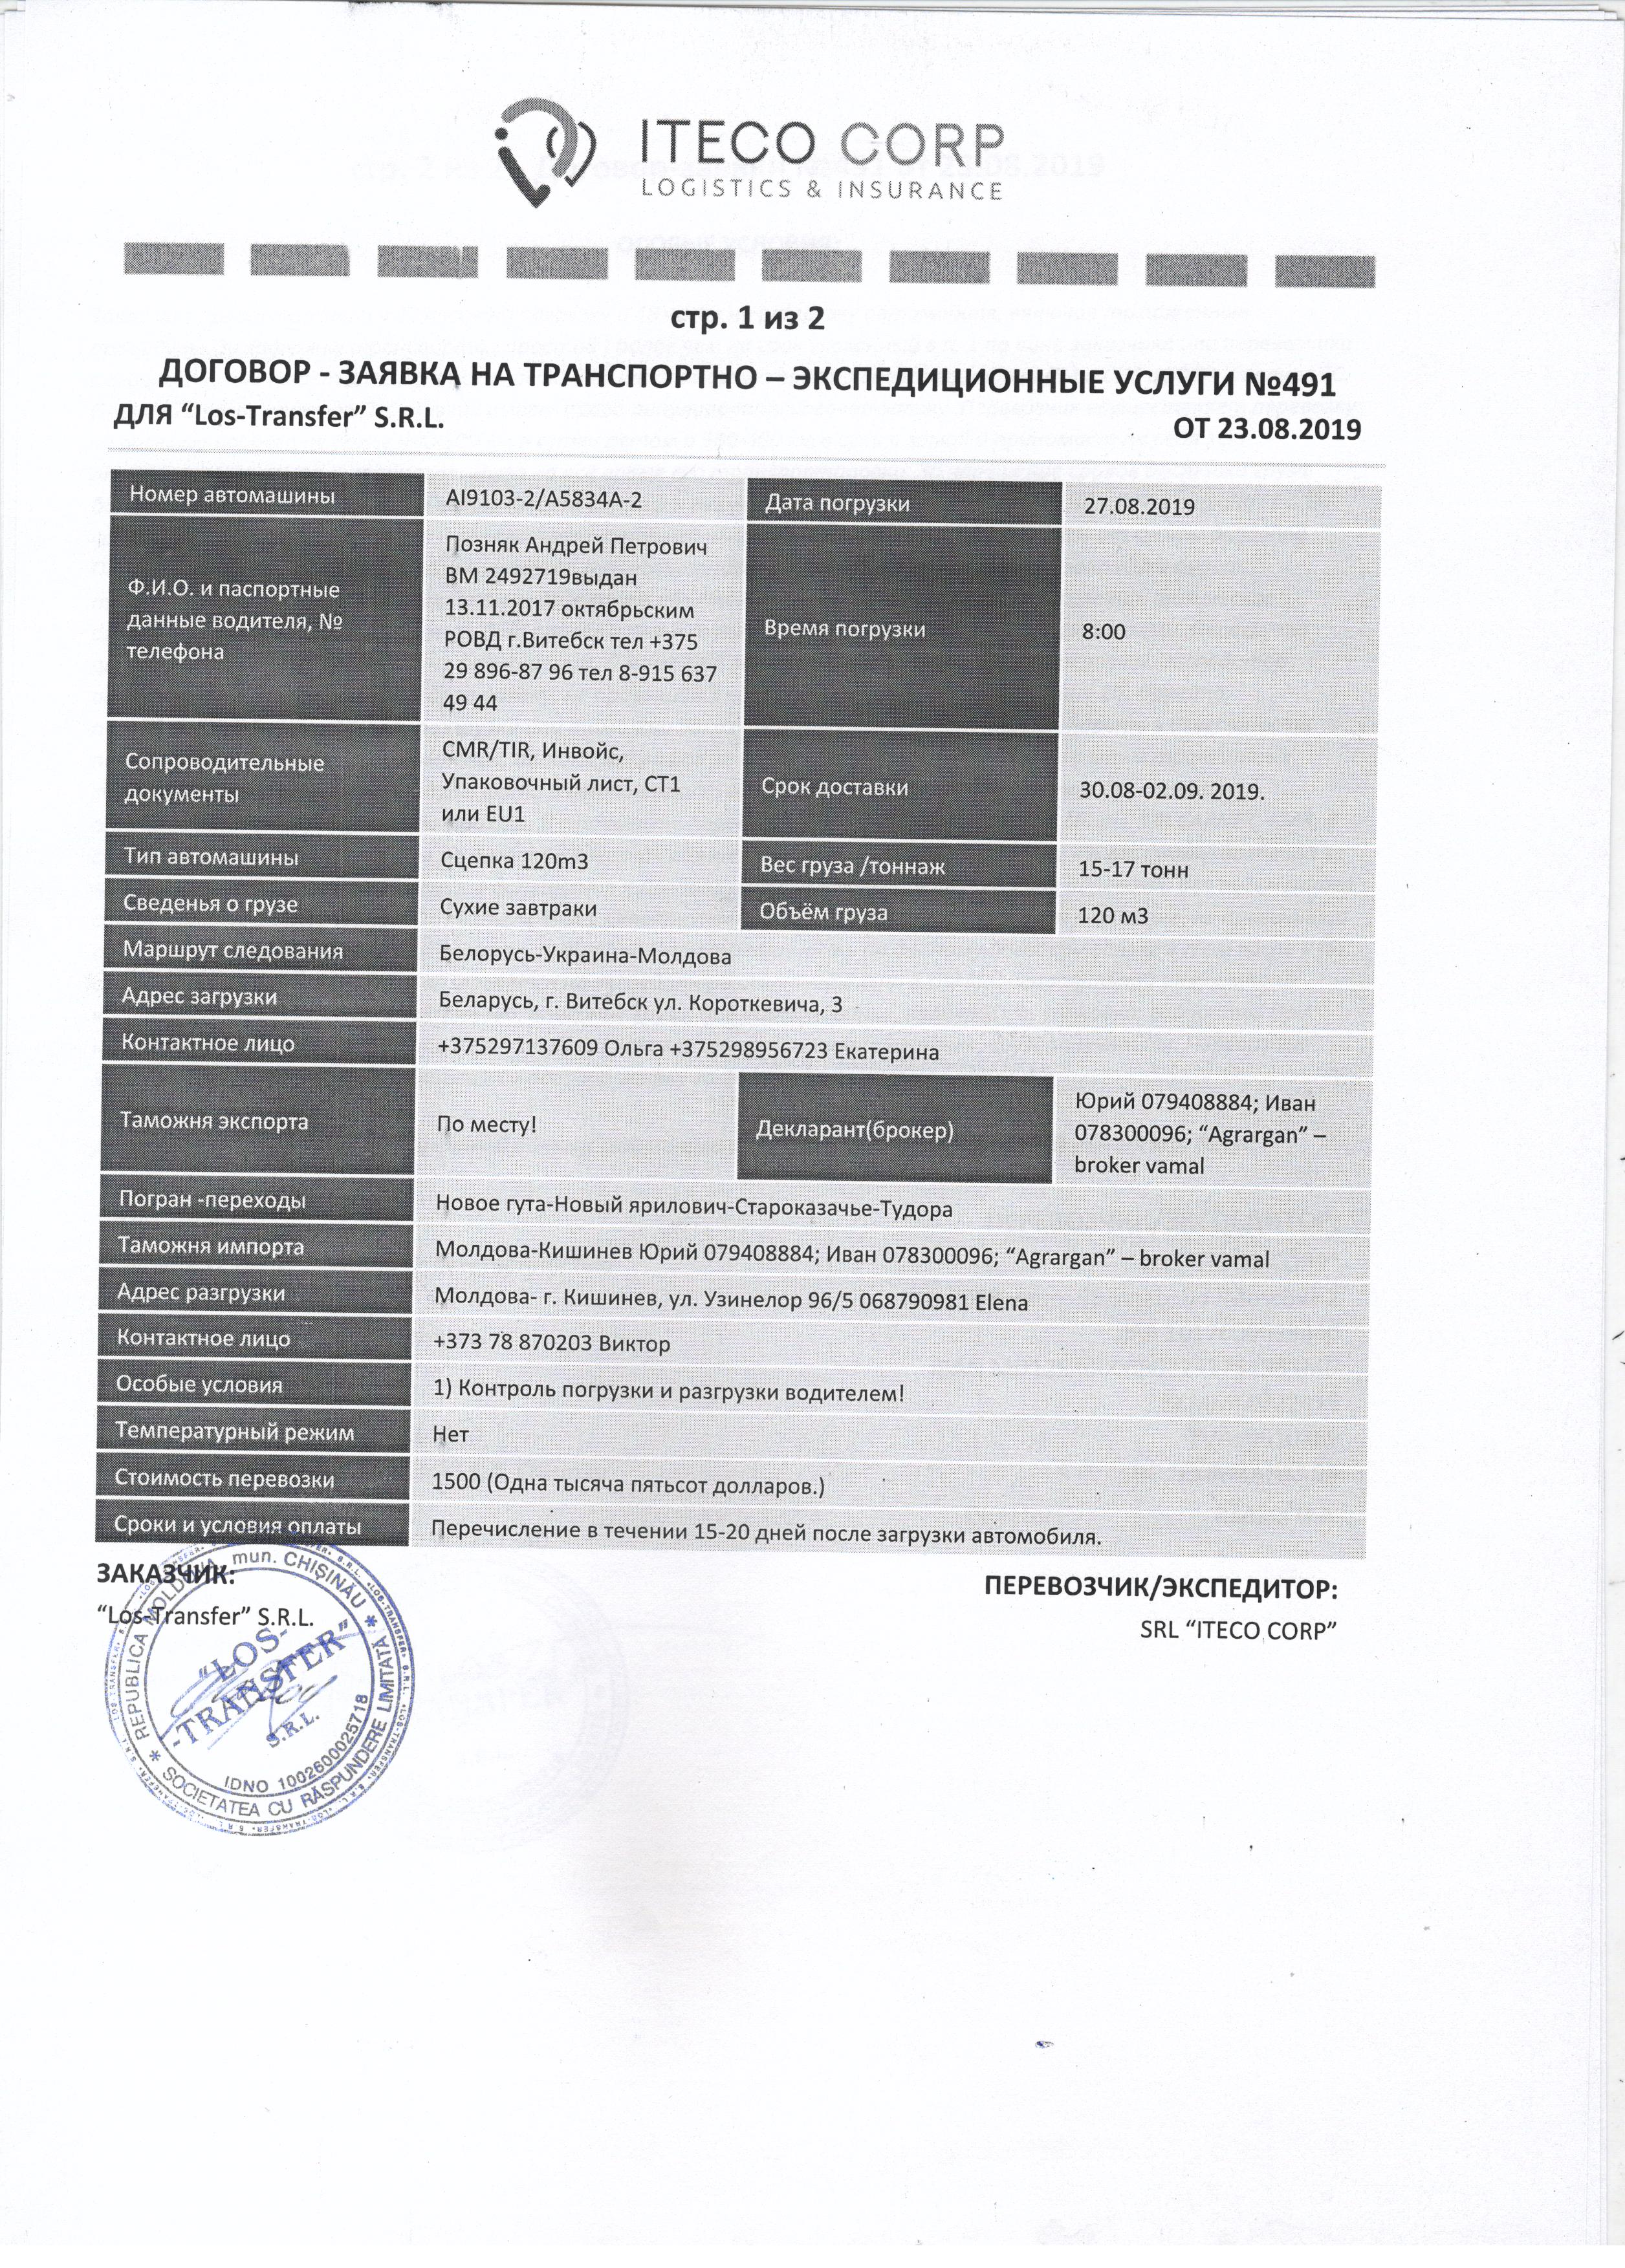 ITECO CORP
LOGISTICS & INSURANCE
стр. 1 из 2
ДОГОВОР - ЗАЯВКА НА ТРАНСПОРТНО – ЭКСПЕДИЦИОННЫЕ УСЛУГИ №491
ДЛЯ “Los-Transfer” S.R.L.
ОТ 23.08.2019
Номер автомашины
AI9103-2/A5834A-2
Дата погрузки
27.08.2019
Ф.И.О. и паспортные
данные водителя, №
телефона
Позняк Андрей Петрович
ВМ 2492719выдан
13.11.2017 октябрьским
РОВД г.Витебск тел +375
29 896-87 96 тел 8-915 637
49 44
Время погрузки
8:00
Сопроводительные
документы
CMR/TIR, Инвойс,
Упаковочный лист, СТ1
или EU1
Срок доставки
30.08-02.09. 2019.
Тип автомашины
Сцепка 120m3
Вес груза /тоннаж
15-17 тонн
Сведенья о грузе
Сухие завтраки
Объём груза
120 м3
Маршрут следования
Белорусь-Украина-Молдова
Адрес загрузки
Беларусь, г. Витебск ул. Короткевича, 3
Контактное лицо
+375297137609 Ольга +375298956723 Екатерина
Таможня экспорта
По месту!
Декларант(брокер)
Юрий 079408884; Иван
078300096; “Agrargan” –
broker vamal
Погран -переходы
Новое гута-Новый ярилович-Староказачье-Тудора
Таможня импорта
Молдова-Кишинев Юрий 079408884; Иван 078300096; “Agrargan” – broker vamal
Адрес разгрузки
Молдова- г. Кишинев, ул. Узинелор 96/5 068790981 Elena
Контактное лицо
+373 78 870203 Виктор
Особые условия
1) Контроль погрузки и разгрузки водителем!
Температурный режим
Нет
Стоимость перевозки
1500 (Одна тысяча пятьсот долларов.)
Сроки и условия оплаты
Перечисление в течении 15-20 дней после загрузки автомобиля.
ЗАКАЗЧИК:
“Los-Transfer” S.R.L.
ПЕРЕВОЗЧИК/ЭКСПЕДИТОР:
SRL “ITECO CORP”
REPUBLICA MOLDOVA, mun. CHIȘINĂU
SOCIETATEA CU RĂSPUNDERE LIMITATĂ
“LOS-
-TRANSFER”
S.R.L.
IDNO 1002600025718